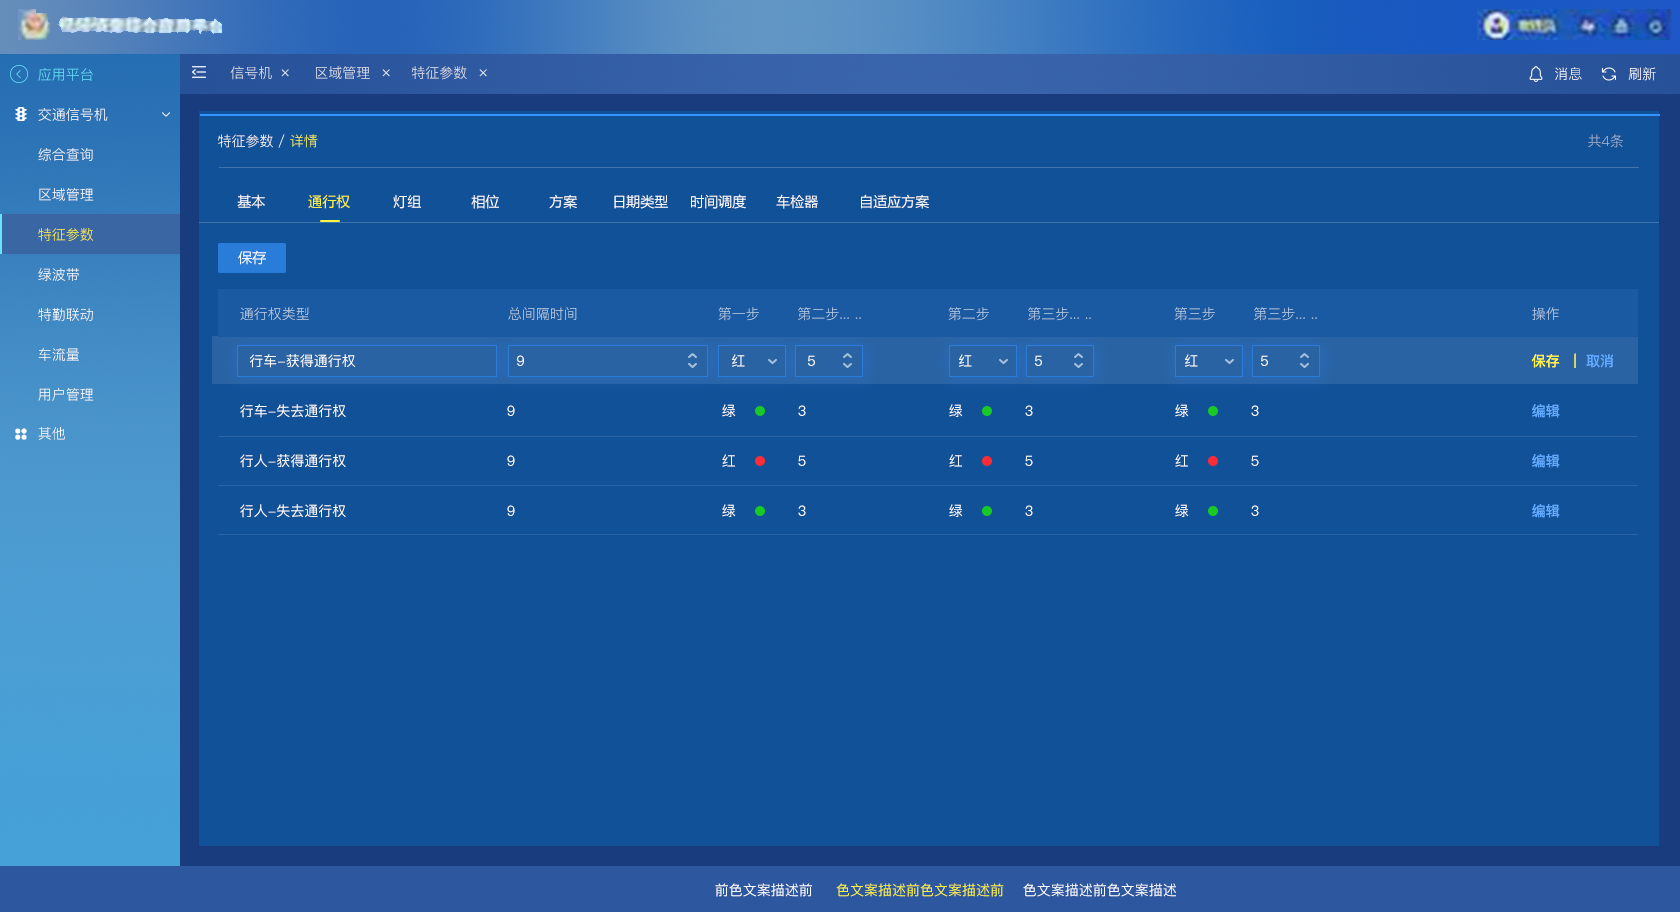 应用平台
信号机 × 区域管理 × 特征参数 ×
消息 刷新
交通信号机
综合查询
区域管理
特征参数
绿波带
特勤联动
车流量
用户管理
其他
特征参数 / 详情
共4条
基本 通行权 灯组 相位 方案 日期类型 时间调度 车检器 自适应方案
保存
通行权类型 总间隔时间 第一步 第二步... .. 第二步 第三步... .. 第三步 第三步... .. 操作
行车-获得通行权 9 红 5 红 5 红 5 保存 | 取消
行车-失去通行权 9 绿 3 绿 3 绿 3 编辑
行人-获得通行权 9 红 5 红 5 红 5 编辑
行人-失去通行权 9 绿 3 绿 3 绿 3 编辑
前色文案描述前 色文案描述前色文案描述前 色文案描述前色文案描述